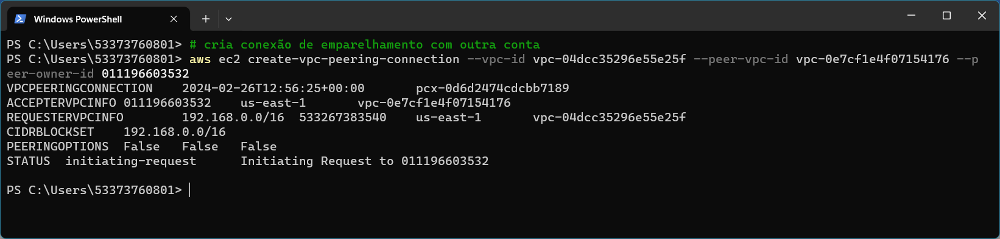 Windows PowerShell
PS C:\Users\53373760801> # cria conexão de emparelhamento com outra conta
PS C:\Users\53373760801> aws ec2 create-vpc-peering-connection --vpc-id vpc-04dcc35296e55e25f --peer-vpc-id vpc-0e7cf1e4f07154176 --p
eer-owner-id 011196603532
VPCPEERINGCONNECTION    2024-02-26T12:56:25+00:00       pcx-0d6d2474cdcbb7189
ACCEPTERVPCINFO 011196603532    us-east-1       vpc-0e7cf1e4f07154176
REQUESTERVPCINFO        192.168.0.0/16  533267383540    us-east-1       vpc-04dcc35296e55e25f
CIDRBLOCKSET    192.168.0.0/16
PEERINGOPTIONS  False   False   False
STATUS  initiating-request      Initiating Request to 011196603532
PS C:\Users\53373760801>